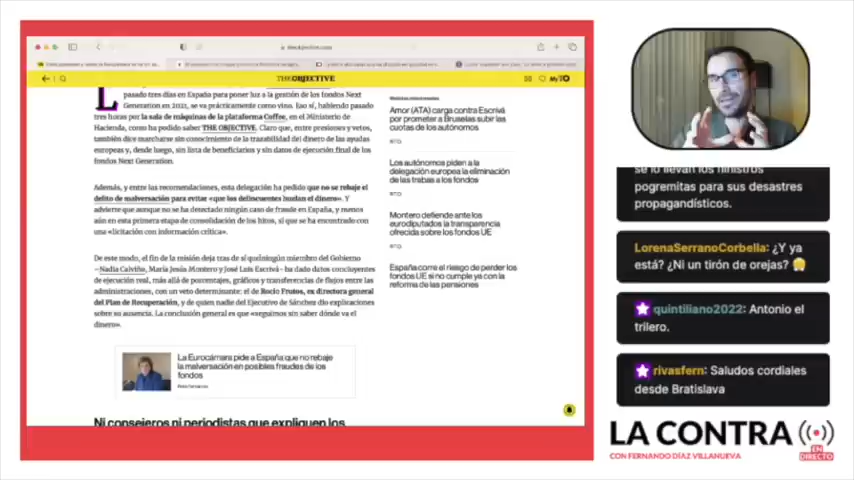 theobjective.com
THE OBJECTIVE
My TO
L
pasado tres días en España para poner luz a la gestión de los fondos Next
Generation en 2021, se va prácticamente como vino. Eso sí, habiendo pasado
tres horas por la sala de máquinas de la plataforma Coffee, en el Ministerio de
Hacienda, como ha podido saber THE OBJECTIVE. Claro que, entre presiones y vetos,
también dice marcharse sin conocimiento de la trazabilidad del dinero de las ayudas
europeas y, desde luego, sin lista de beneficiarios y sin datos de ejecución final de los
fondos Next Generation.
Además, y entre las recomendaciones, esta delegación ha pedido que no se rebaje el
delito de malversación para evitar «que los delincuentes hurtan el dinero». Y
advierte que aunque no se ha detectado ningún caso de fraude en España, y menos
aún en esta primera etapa de consolidación de los hitos, sí que se ha encontrado con
una «licitación con información crítica».
De este modo, el fin de la misión deja tras de sí que ningún miembro del Gobierno
–Nadia Calviño, María Jesús Montero y José Luis Escrivá– ha dado datos concluyentes
de ejecución real, más allá de porcentajes, gráficos y transferencias de flujos entre las
administraciones, con un veto determinante: el de Rocío Frutos, ex directora general
del Plan de Recuperación, y de quien nadie del Ejecutivo de Sánchez dio explicaciones
sobre su ausencia. La conclusión general es que «seguimos sin saber dónde va el
dinero».
La Eurocámara pide a España que no rebaje
la malversación en posibles fraudes de los
fondos
Ni consejeros ni periodistas que expliquen los
Amor (ATA) carga contra Escrivá
por prometer a Bruselas subir las
cuotas de los autónomos
Los autónomos piden a la
delegación europea la eliminación
de las trabas a los fondos
Montero defiende ante los
eurodiputados la transparencia
ofrecida sobre los fondos UE
España corre el riesgo de perder los
fondos UE si no cumple ya con la
reforma de las pensiones
se lo llevan los ministros
pogremitas para sus desastres
propagandísticos.
LorenaSerranoCorbella: ¿Y ya
está? ¿Ni un tirón de orejas?
quintiliano2022: Antonio el
trilero.
rivasfern: Saludos cordiales
desde Bratislava
LA CONTRA
EN DIRECTO
CON FERNANDO DÍAZ VILLANUEVA